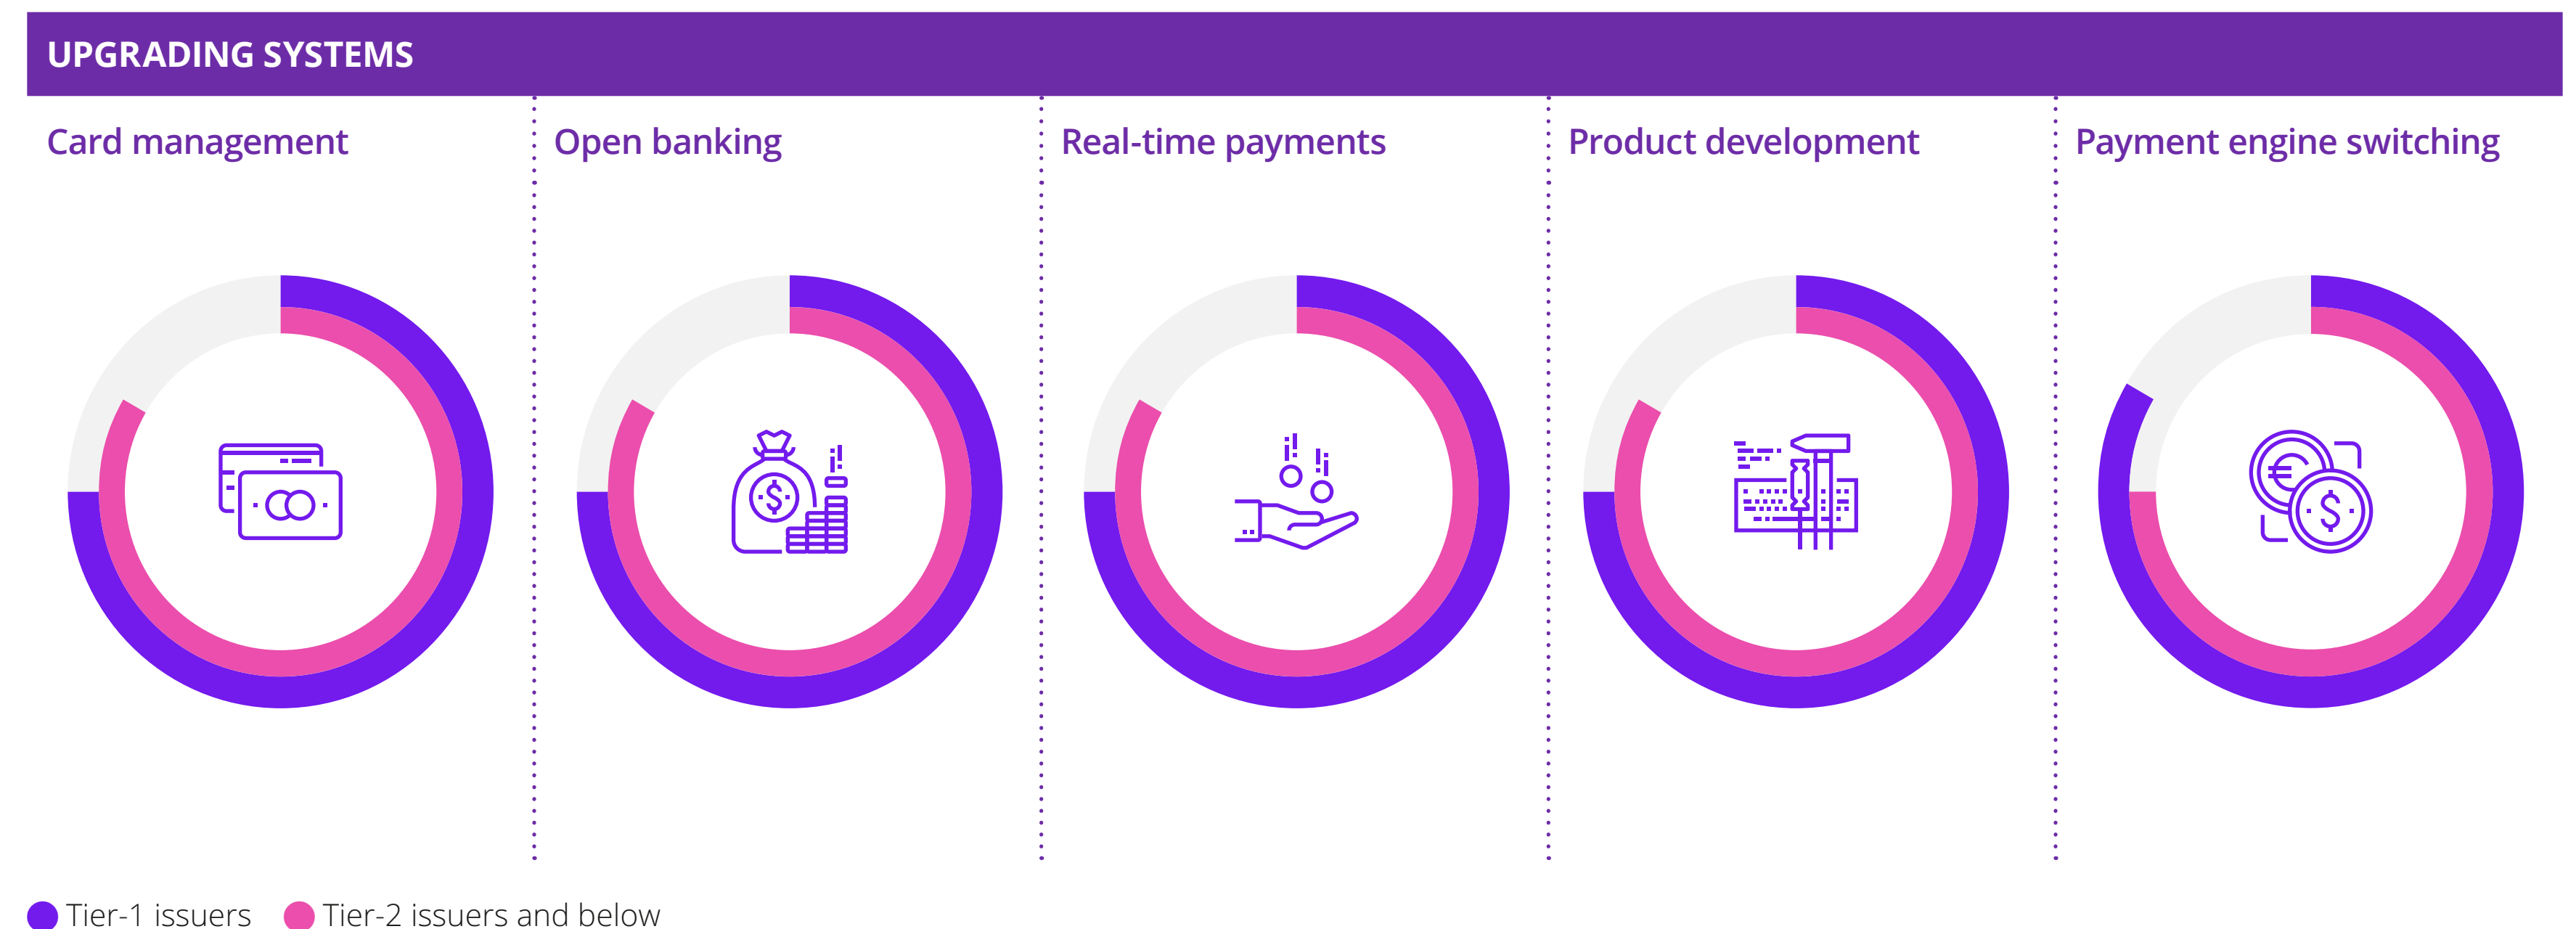 UPGRADING SYSTEMS
Card management
Open banking
Real-time payments
Product development
Payment engine switching
Tier-1 issuers
Tier-2 issuers and below